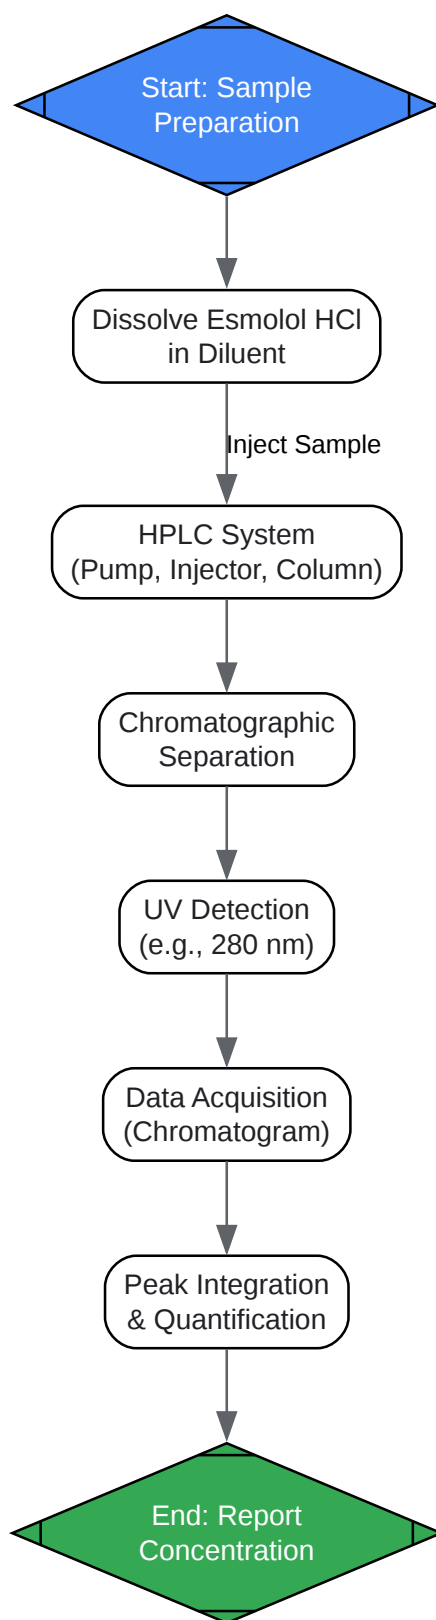 Start: Sample
Preparation
Dissolve Esmolol HCl
in Diluent
Inject Sample
HPLC System
(Pump, Injector, Column)
Chromatographic
Separation
UV Detection
(e.g., 280 nm)
Data Acquisition
(Chromatogram)
Peak Integration
& Quantification
End: Report
Concentration